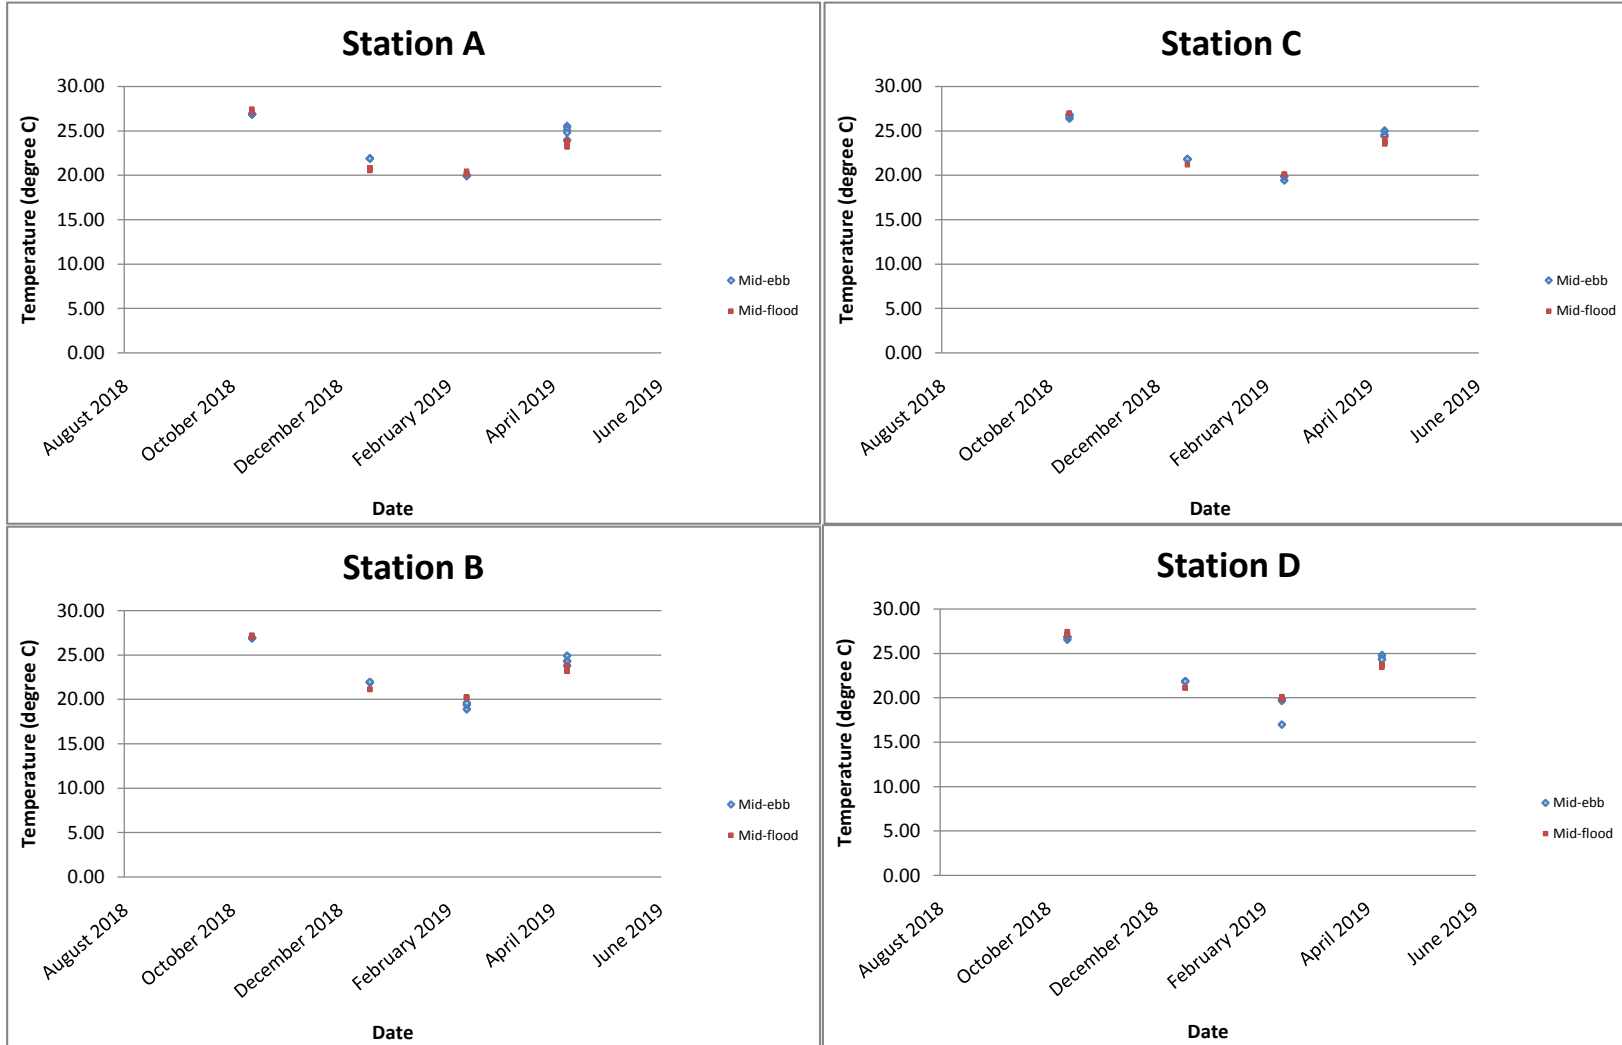 Station A
Temperature (degree C)
30.00
25.00
20.00
15.00
10.00
5.00
0.00
August 2018
October 2018
December 2018
February 2019
April 2019
June 2019
Date
Mid-ebb
Mid-flood
Station C
Temperature (degree C)
30.00
25.00
20.00
15.00
10.00
5.00
0.00
August 2018
October 2018
December 2018
February 2019
April 2019
June 2019
Date
Mid-ebb
Mid-flood
Station B
Temperature (degree C)
30.00
25.00
20.00
15.00
10.00
5.00
0.00
August 2018
October 2018
December 2018
February 2019
April 2019
June 2019
Date
Mid-ebb
Mid-flood
Station D
Temperature (degree C)
30.00
25.00
20.00
15.00
10.00
5.00
0.00
August 2018
October 2018
December 2018
February 2019
April 2019
June 2019
Date
Mid-ebb
Mid-flood